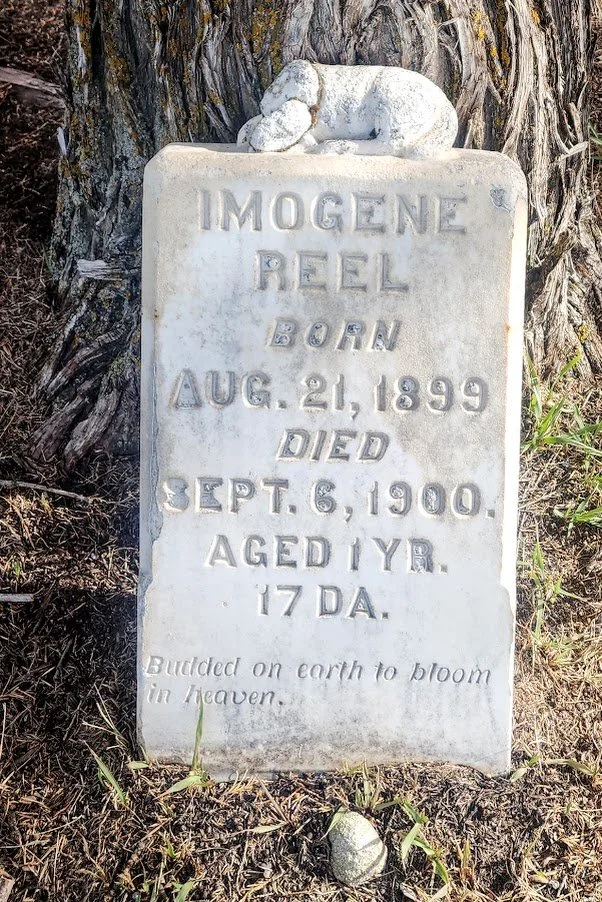 IMOGENE
REEL
BORN
AUG. 21, 1899
DIED
SEPT. 6, 1900.
AGED 1 YR.
17 DA.
Budded on earth to bloom
in heaven.